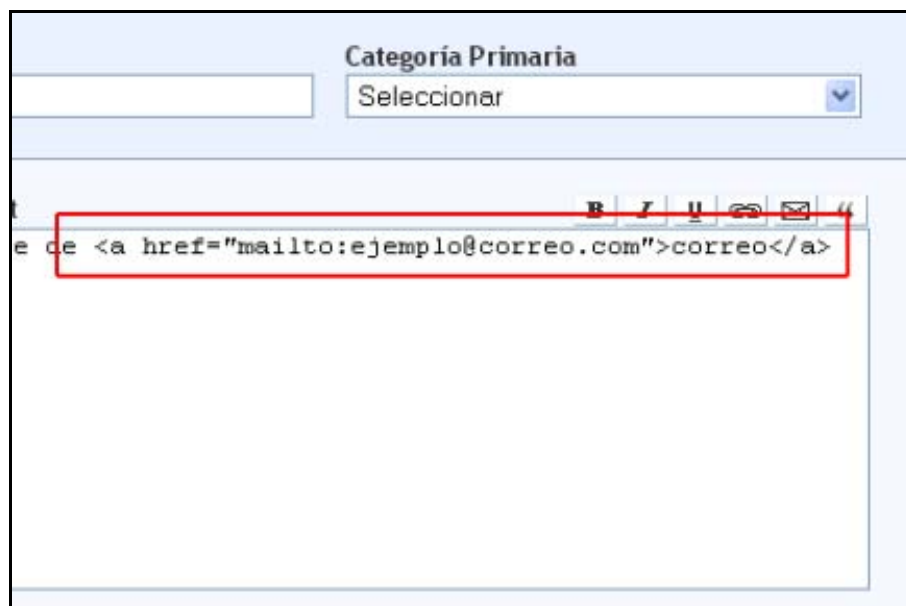 Categoría Primaria
Seleccionar
B I U “
e de <a href="mailto:ejemplo@correo.com">correo</a>